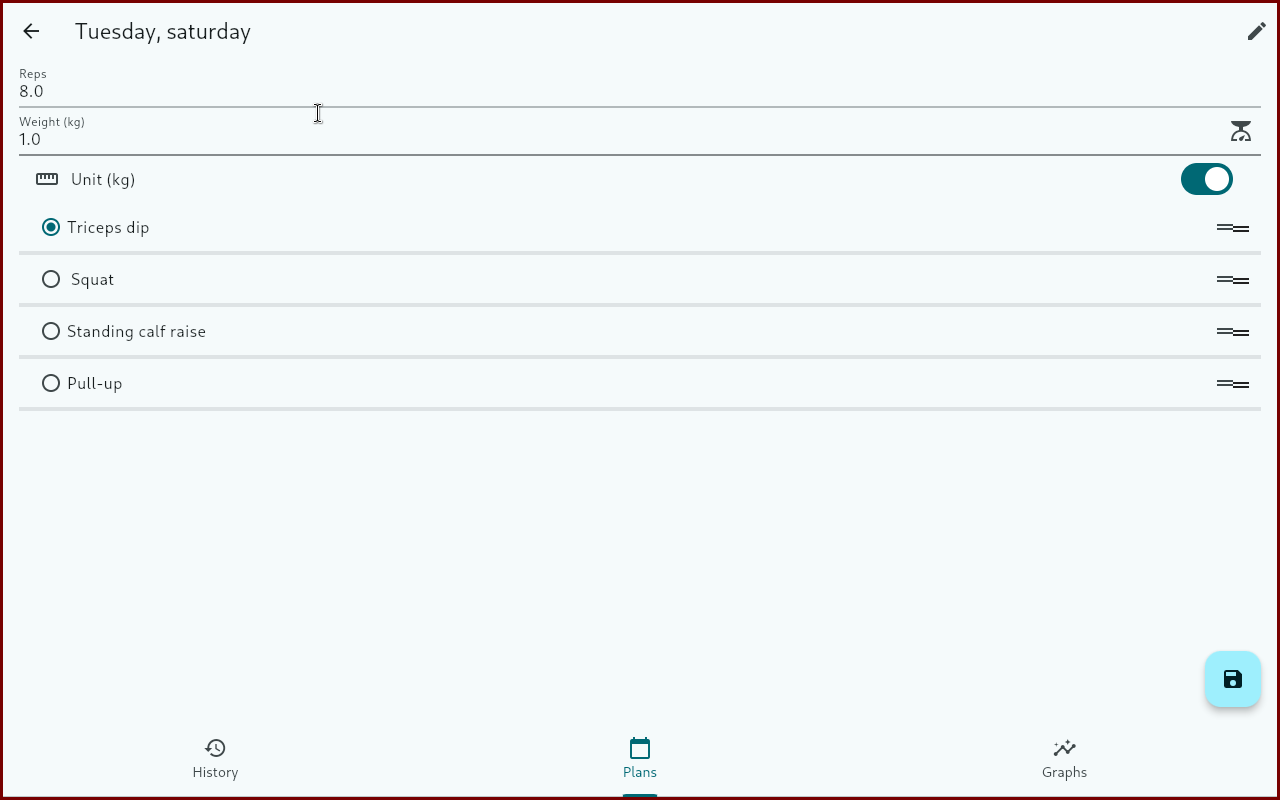 Tuesday, saturday
Reps
8.0
Weight (kg)
1.0
Unit (kg)
Triceps dip
Squat
Standing calf raise
Pull-up
History
Plans
Graphs